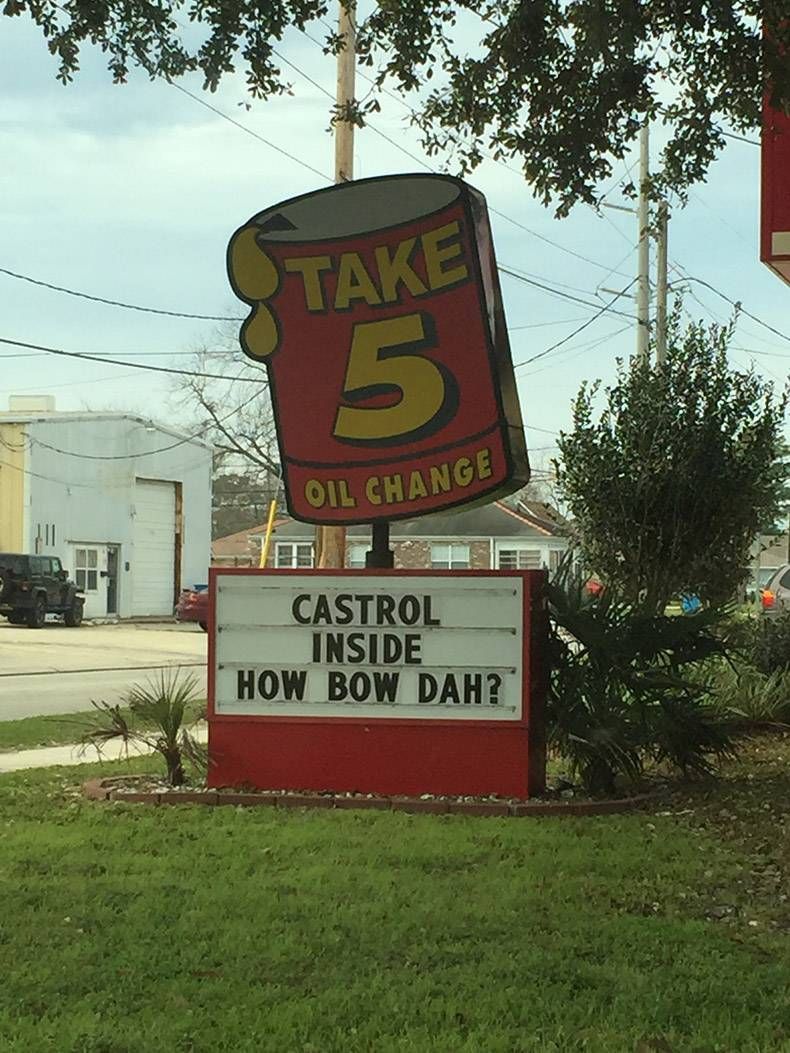 TAKE
5
OIL CHANGE
CASTROL
INSIDE
HOW BOW DAH?